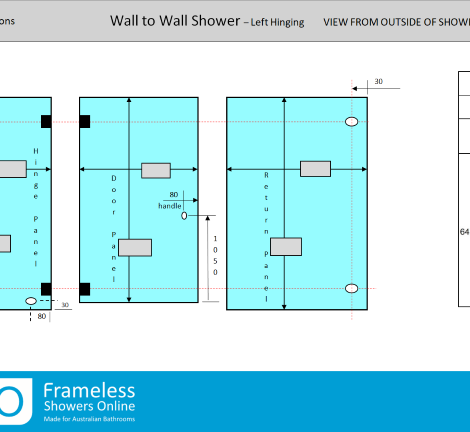 ons
Wall to Wall Shower – Left Hinging
VIEW FROM OUTSIDE OF SHOWE
30
Hinge Panel
Door Panel
Return Panel
80
handle
1050
64
30
80
Frameless
Showers Online
Made for Australian Bathrooms